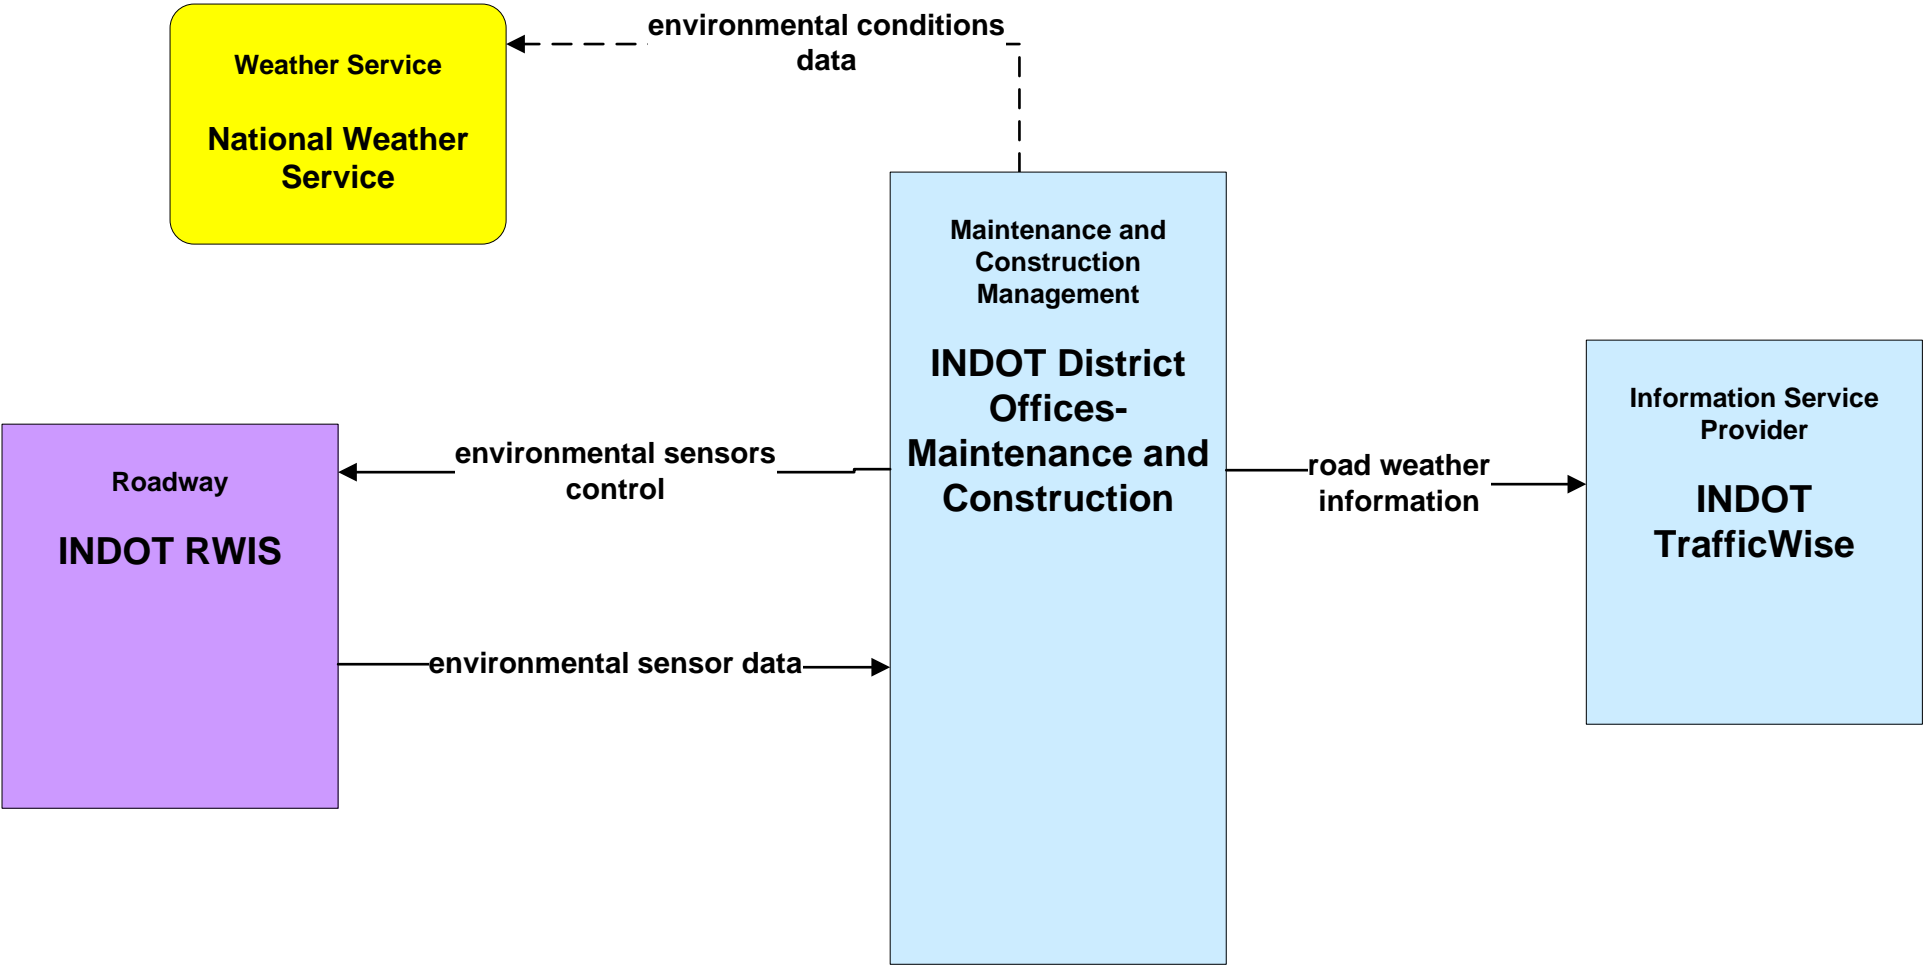 environmental conditions
data
Weather Service
National Weather
Service
Maintenance and
Construction
Management
INDOT District
Offices-
Maintenance and
Construction
Information Service
Provider
INDOT
TrafficWise
Roadway
INDOT RWIS
environmental sensors
control
road weather
information
environmental sensor data